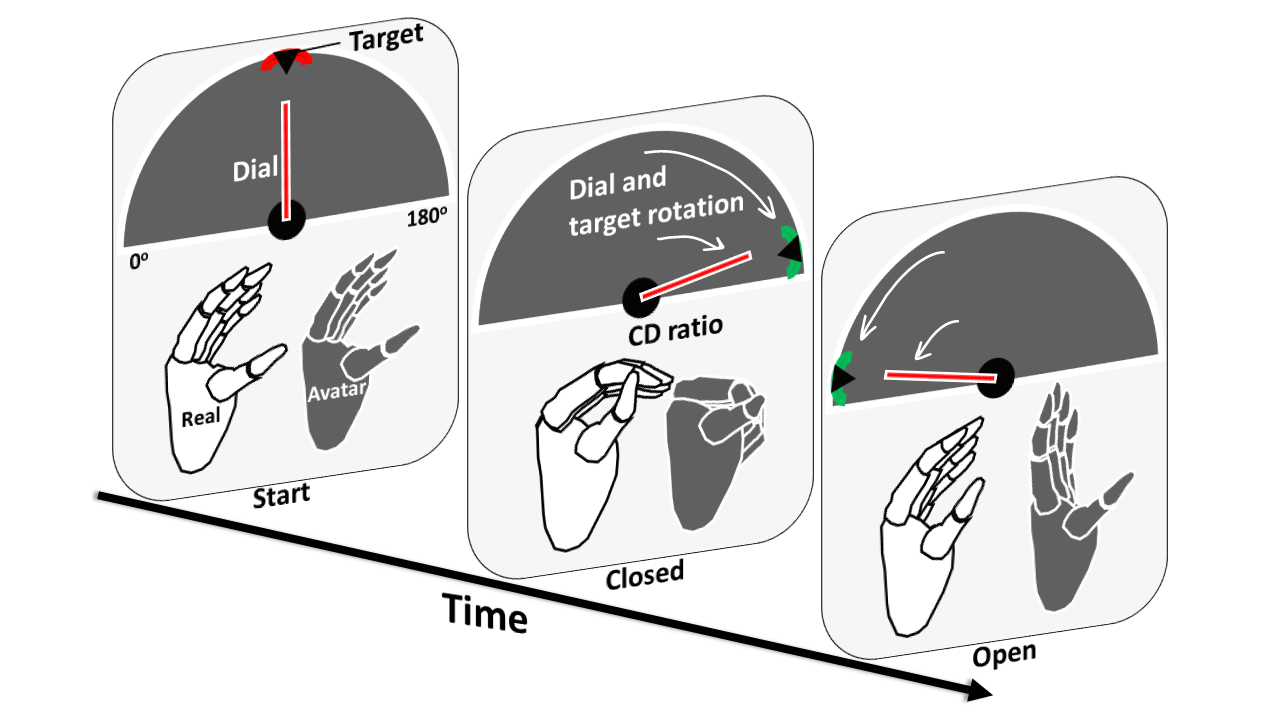 Target
Dial
0º
180º
Real
Avatar
Start
Dial and
target rotation
CD ratio
Closed
Open
Time